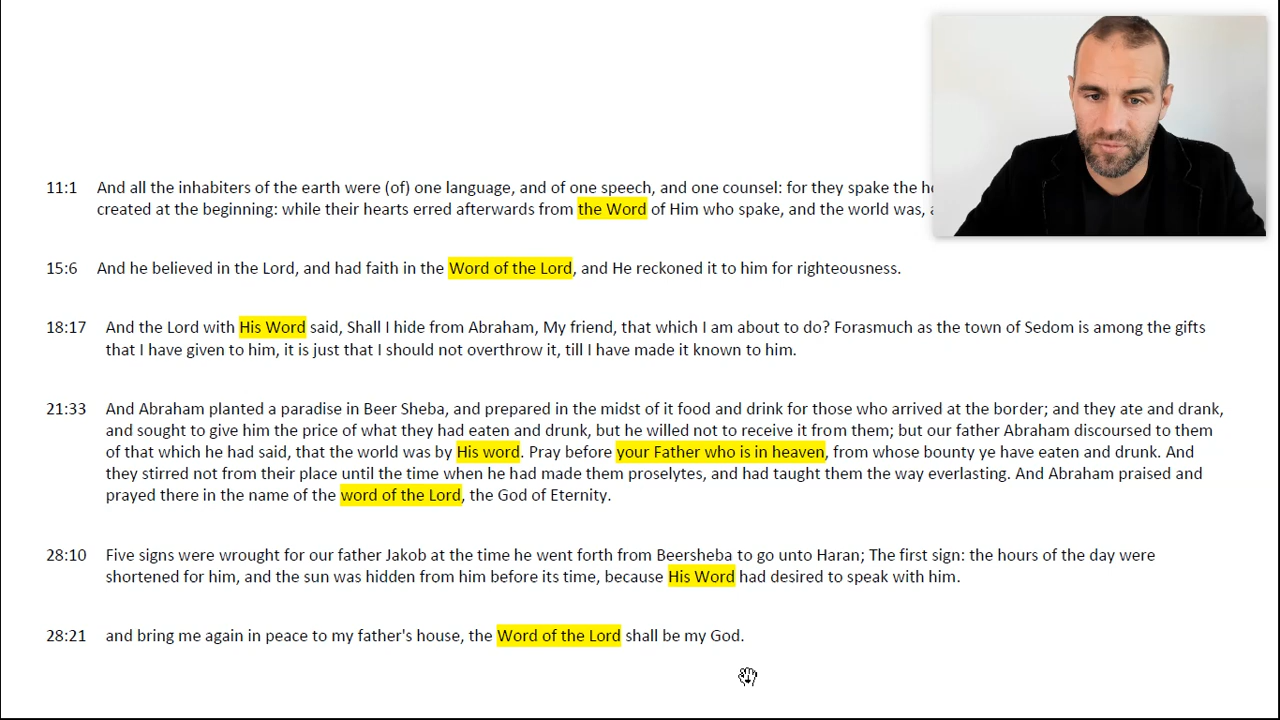 11:1 And all the inhabiters of the earth were (of) one language, and of one speech, and one counsel: for they spake the
created at the beginning: while their hearts erred afterwards from the Word of Him who spake, and the world was,
15:6 And he believed in the Lord, and had faith in the Word of the Lord, and He reckoned it to him for righteousness.
18:17 And the Lord with His Word said, Shall I hide from Abraham, My friend, that which I am about to do? Forasmuch as the town of Sedom is among the gifts
that I have given to him, it is just that I should not overthrow it, till I have made it known to him.
21:33 And Abraham planted a paradise in Beer Sheba, and prepared in the midst of it food and drink for those who arrived at the border; and they ate and drank,
and sought to give him the price of what they had eaten and drunk, but he willed not to receive it from them; but our father Abraham discoursed to them
of that which he had said, that the world was by His word. Pray before your Father who is in heaven, from whose bounty ye have eaten and drunk. And
they stirred not from their place until the time when he had made them proselytes, and had taught them the way everlasting. And Abraham praised and
prayed there in the name of the word of the Lord, the God of Eternity.
28:10 Five signs were wrought for our father Jakob at the time he went forth from Beersheba to go unto Haran; The first sign: the hours of the day were
shortened for him, and the sun was hidden from him before its time, because His Word had desired to speak with him.
28:21 and bring me again in peace to my father's house, the Word of the Lord shall be my God.